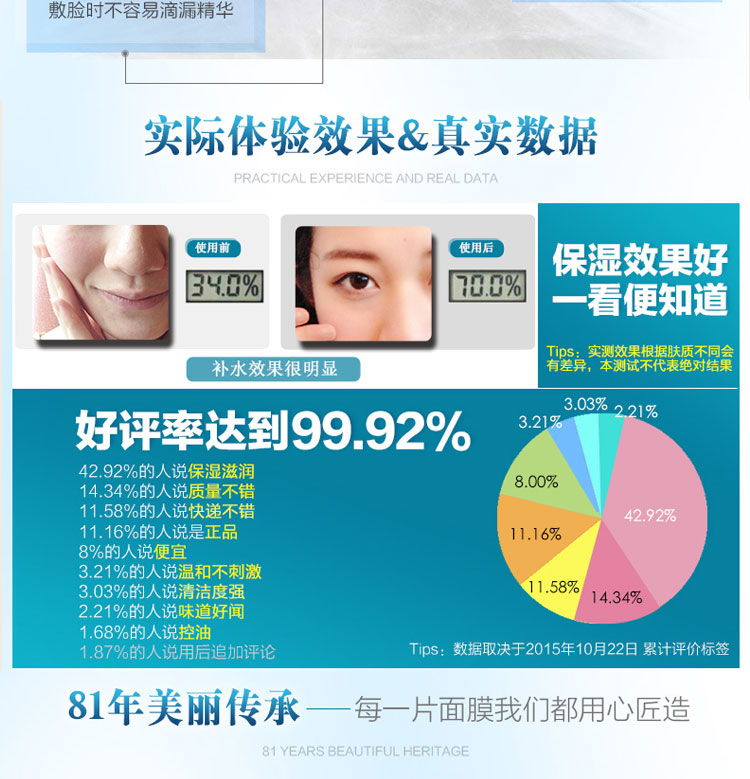 敷脸时不容易滴漏精华
实际体验效果&真实数据
PRACTICAL EXPERIENCE AND REAL DATA
使用前
34.0%
使用后
70.0%
补水效果很明显
保湿效果好
一看便知道
Tips：实测效果根据肤质不同会
有差异，本测试不代表绝对结果
好评率达到99.92%
42.92%的人说保湿滋润
14.34%的人说质量不错
11.58%的人说快递不错
11.16%的人说是正品
8%的人说便宜
3.21%的人说温和不刺激
3.03%的人说清洁度强
2.21%的人说味道好闻
1.68%的人说控油
1.87%的人说用后追加评论
3.03%
2.21%
3.21%
8.00%
42.92%
11.16%
11.58%
14.34%
Tips：数据取决于2015年10月22日 累计评价标签
81年美丽传承——每一片面膜我们都用心匠造
81 YEARS BEAUTIFUL HERITAGE